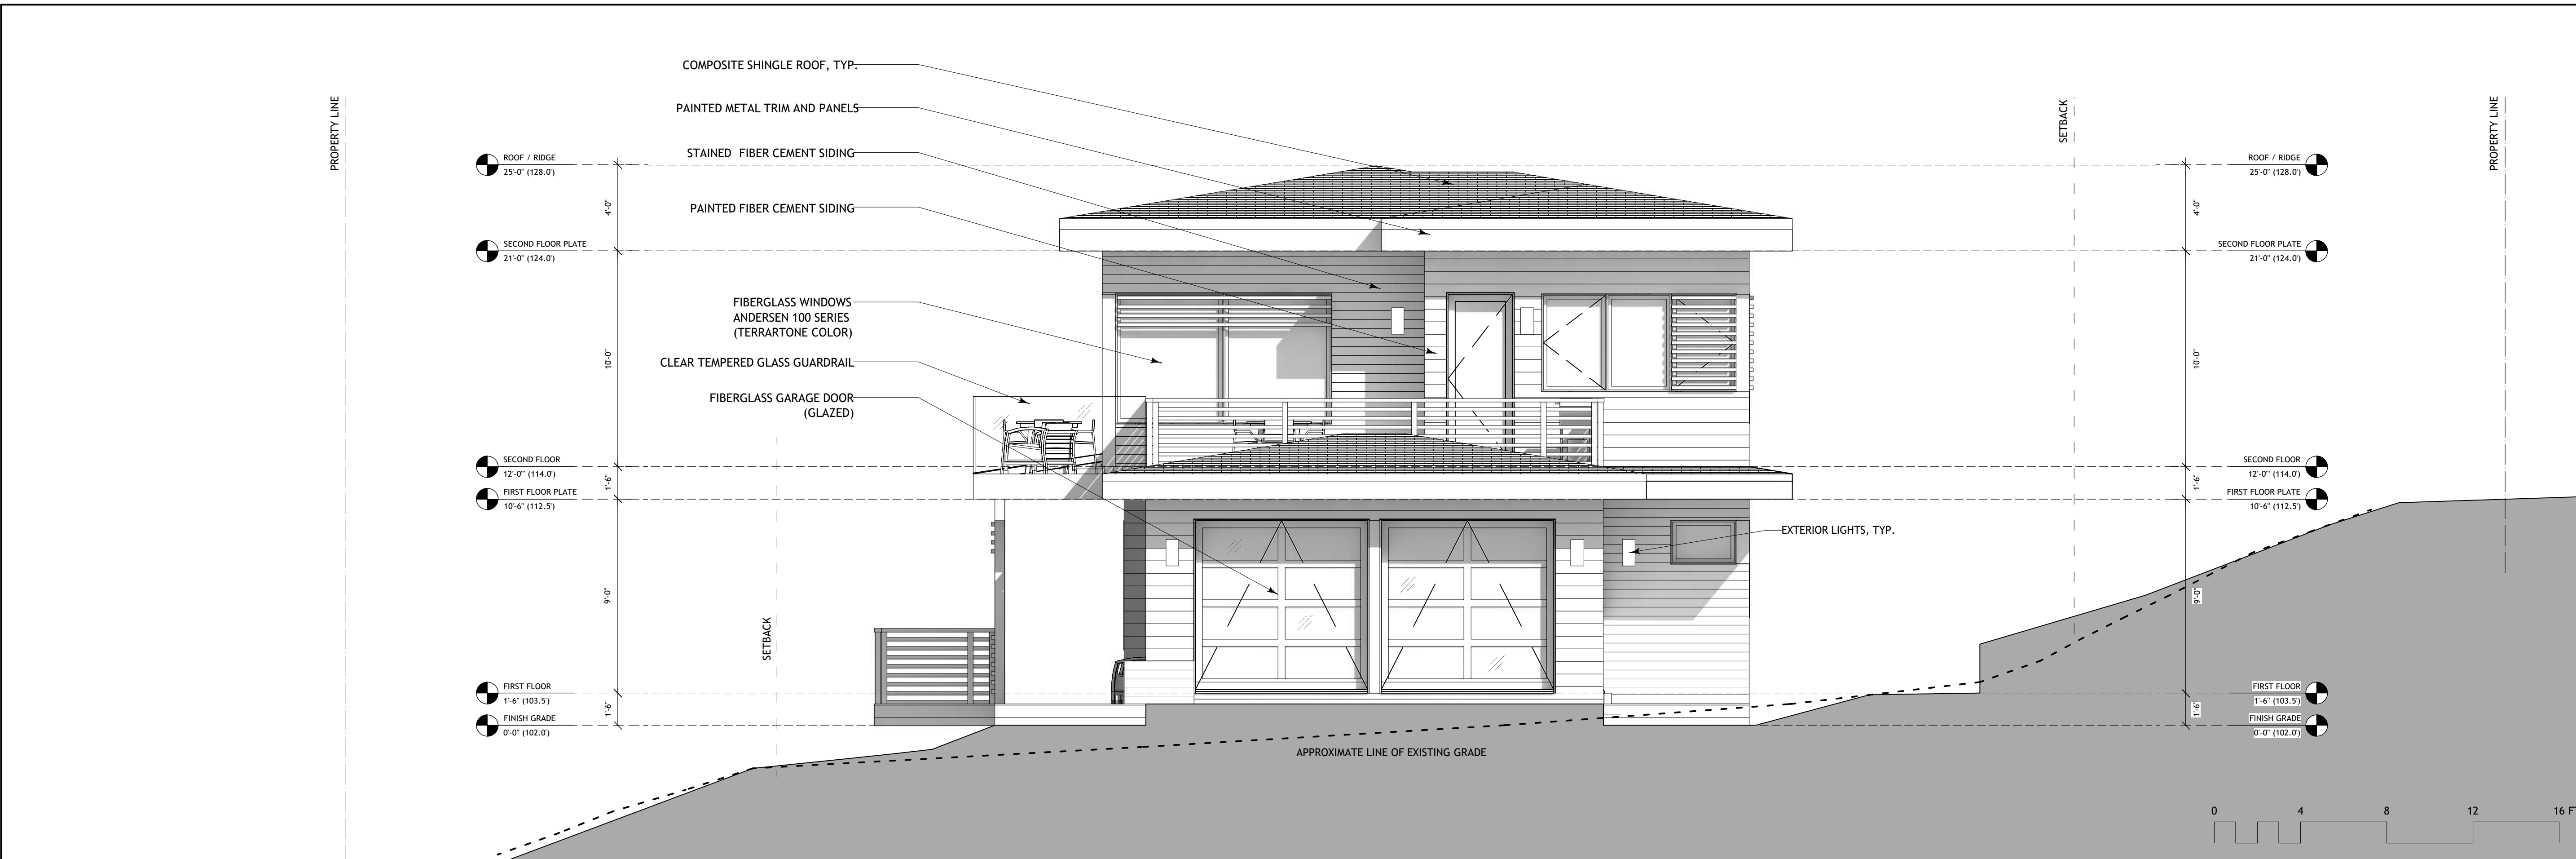 COMPOSITE SHINGLE ROOF, TYP.
PAINTED METAL TRIM AND PANELS
STAINED FIBER CEMENT SIDING
PAINTED FIBER CEMENT SIDING
FIBERGLASS WINDOWS
ANDERSEN 100 SERIES
(TERRARTONE COLOR)
CLEAR TEMPERED GLASS GUARDRAIL
FIBERGLASS GARAGE DOOR
(GLAZED)
PROPERTY LINE
SETBACK
ROOF / RIDGE
25'-0" (128.0')
SECOND FLOOR PLATE
21'-0" (124.0')
SECOND FLOOR
12'-0'" (114.0')
FIRST FLOOR PLATE
10'-6" (112.5')
FIRST FLOOR
1'-6" (103.5')
FINISH GRADE
0'-0" (102.0')
4'-0"
10'-0"
1'-6"
9'-0"
1'-6"
EXTERIOR LIGHTS, TYP.
APPROXIMATE LINE OF EXISTING GRADE
SETBACK
PROPERTY LINE
4'-0"
10'-0"
1'-6"
9'-0"
1'-6"
ROOF / RIDGE
25'-0" (128.0')
SECOND FLOOR PLATE
21'-0" (124.0')
SECOND FLOOR
12'-0'" (114.0')
FIRST FLOOR PLATE
10'-6" (112.5')
FIRST FLOOR
1'-6" (103.5')
FINISH GRADE
0'-0" (102.0')
0 4 8 12 16 FT